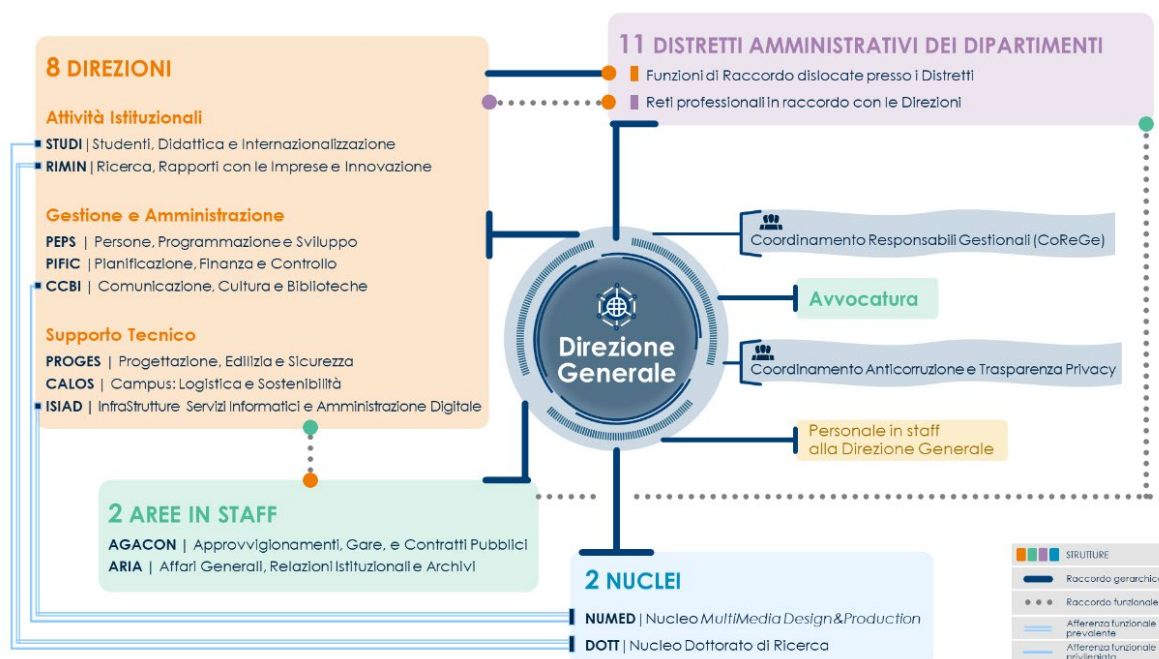 8 DIREZIONI
Attività Istituzionali
STUDI | Studenti, Didattica e Internazionalizzazione
RIMIN | Ricerca, Rapporti con le Imprese e Innovazione
Gestione e Amministrazione
PEPS | Persone, Programmazione e Sviluppo
PIFIC | Pianificazione, Finanza e Controllo
CCBI | Comunicazione, Cultura e Biblioteche
Supporto Tecnico
PROGES | Progettazione, Edilizia e Sicurezza
CALOS | Campus: Logistica e Sostenibilità
ISIAD | InfraStrutture Servizi Informatici e Amministrazione Digitale
11 DISTRETTI AMMINISTRATIVI DEI DIPARTIMENTI
Funzioni di Raccordo dislocate presso i Distretti
Reti professionali in raccordo con le Direzioni
Coordinamento Responsabili Gestionali (CoReGe)
Avvocatura
Direzione
Generale
Coordinamento Anticorruzione e Trasparenza Privacy
Personale in staff
alla Direzione Generale
2 AREE IN STAFF
AGACON | Approvvigionamenti, Gare, e Contratti Pubblici
ARIA | Affari Generali, Relazioni Istituzionali e Archivi
2 NUCLEI
NUMED | Nucleo MultiMedia Design&Production
DOTT | Nucleo Dottorato di Ricerca
STRUTTURE
Raccordo gerarchico
Raccordo funzionale
Afferenza funzionale
prevalente
Afferenza funzionale
privilegiata